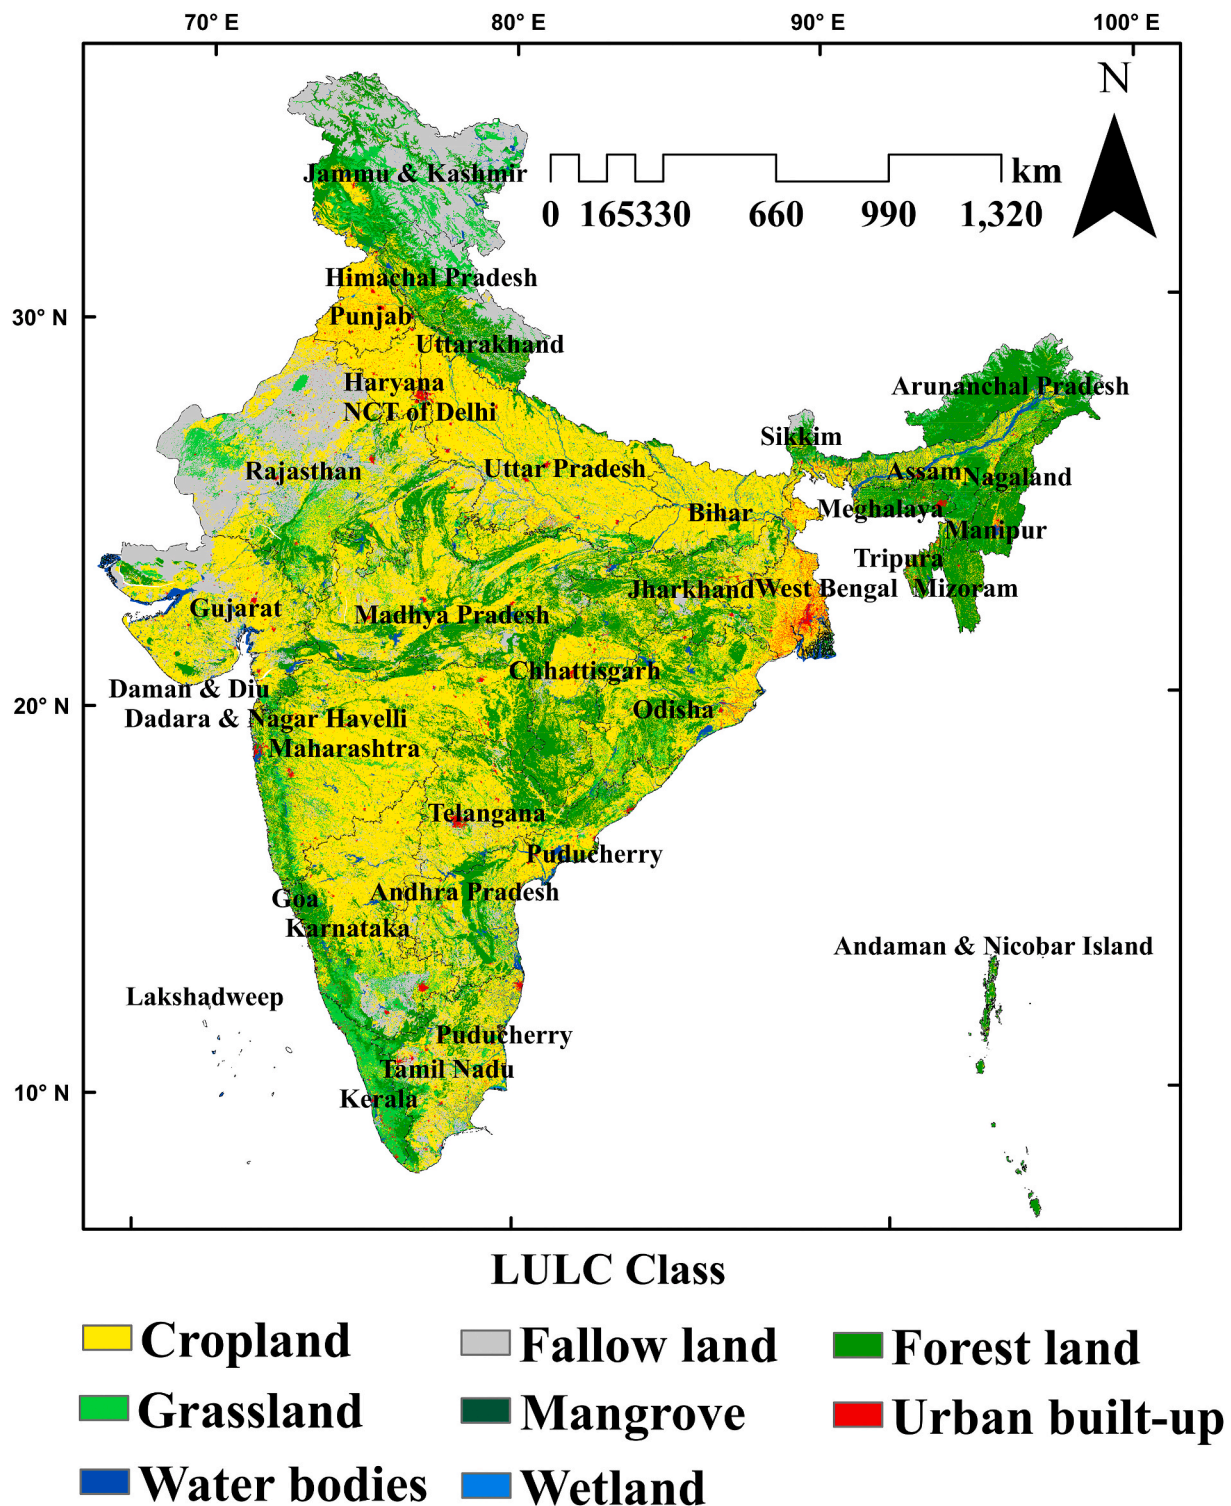 70° E 80° E 90° E 100° E
N
Jammu & Kashmir
km
0 165330 660 990 1,320
Himachal Pradesh
30° N
Punjab
Uttarakhand
Haryana
Arunanchal Pradesh
NCT of Delhi
Sikkim
Rajasthan
Uttar Pradesh
Assam
Nagaland
Bihar
Meghalaya
Manipur
Tripura
Jharkhand
West Bengal
Mizoram
Gujarat
Madhya Pradesh
Chhattisgarh
Daman & Diu
20° N
Odisha
Dadara & Nagar Havelli
Maharashtra
Telangana
Puducherry
Goa
Andhra Pradesh
Karnataka
Andaman & Nicobar Island
Lakshadweep
Puducherry
Tamil Nadu
10° N
Kerala
LULC Class
Cropland
Fallow land
Forest land
Grassland
Mangrove
Urban built-up
Water bodies
Wetland